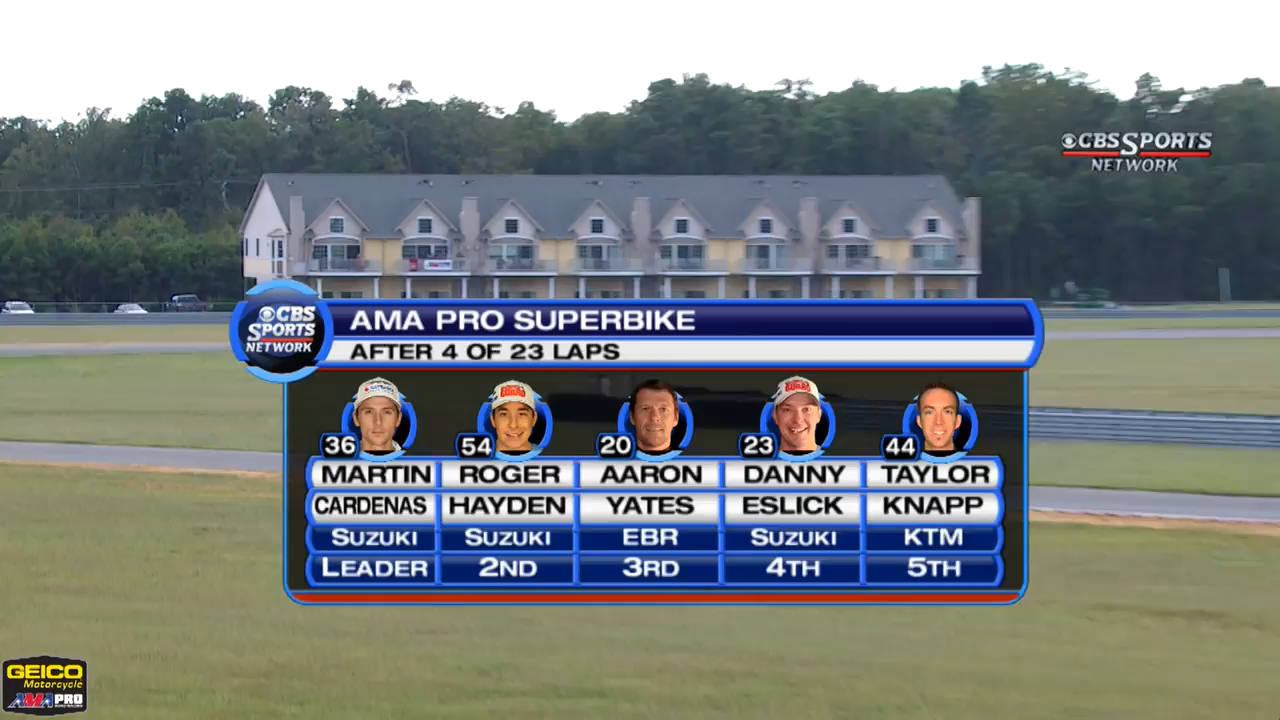 CBS SPORTS
NETWORK
CBS
SPORTS
NETWORK
AMA PRO SUPERBIKE
AFTER 4 OF 23 LAPS
36 54 20 23 44
MARTIN ROGER AARON DANNY TAYLOR
CARDENAS HAYDEN YATES ESLICK KNAPP
SUZUKI SUZUKI EBR SUZUKI KTM
LEADER 2ND 3RD 4TH 5TH
GEICO
Motorcycle
AMA PRO